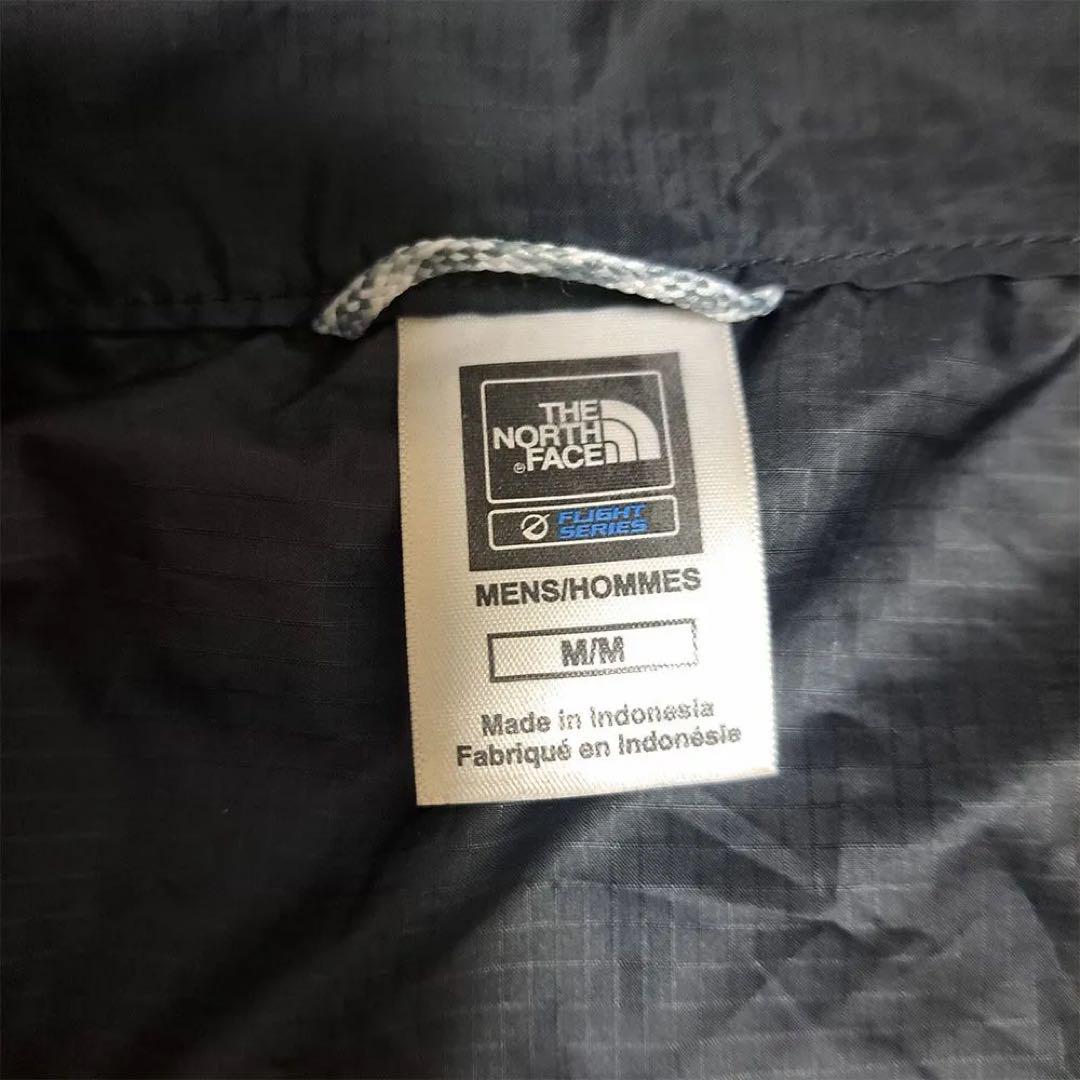 THE
NORTH
FACE
FLIGHT
SERIES
MENS/HOMMES
M/M
Made in Indonesia
Fabriqué en Indonésie